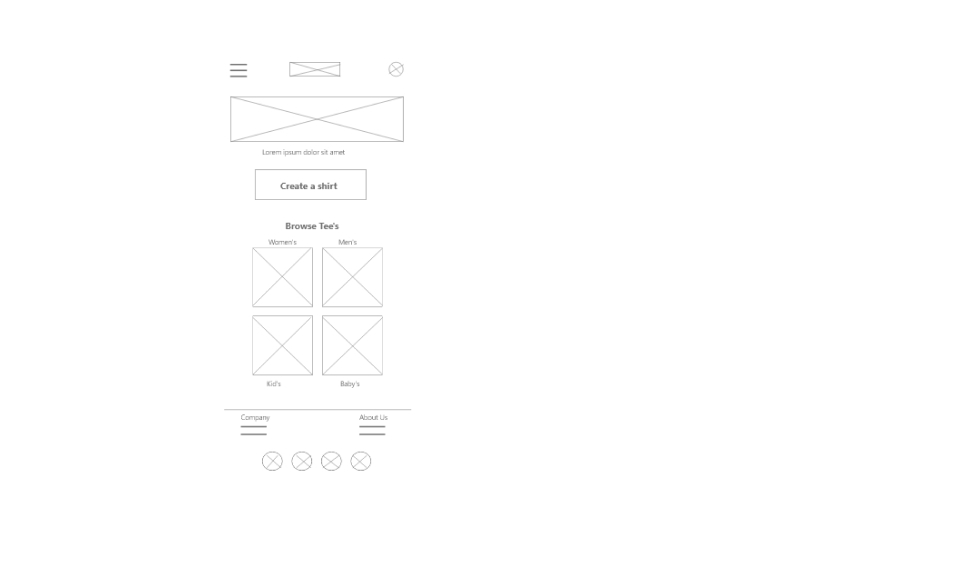 Lorem ipsum dolor sit amet
Create a shirt
Browse Tee's
Women's Men's
Kid's Baby's
Company About Us